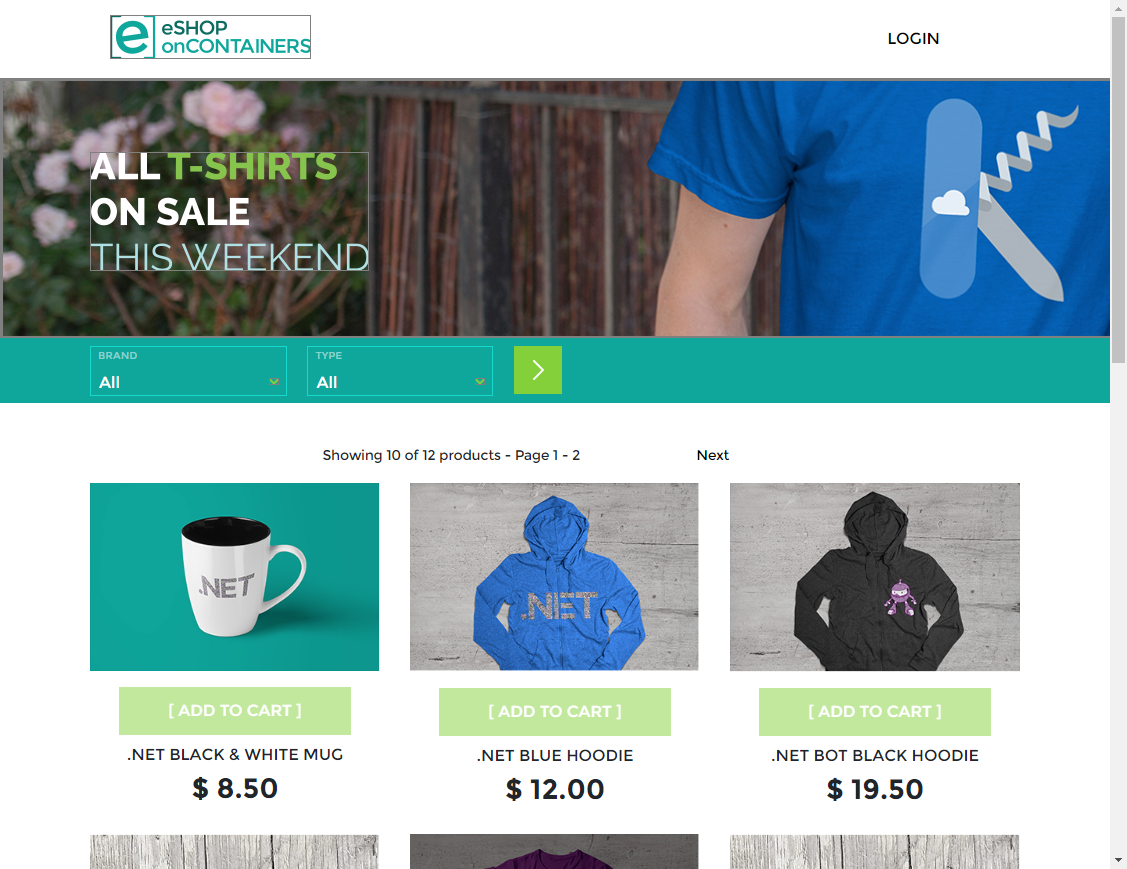 eSHOP
onCONTAINERS
LOGIN
ALL T-SHIRTS
ON SALE
THIS WEEKEND
BRAND
All
TYPE
All
Showing 10 of 12 products - Page 1 - 2
Next
.NET
.NET
[ ADD TO CART ]
[ ADD TO CART ]
[ ADD TO CART ]
.NET BLACK & WHITE MUG
.NET BLUE HOODIE
.NET BOT BLACK HOODIE
$ 8.50
$ 12.00
$ 19.50